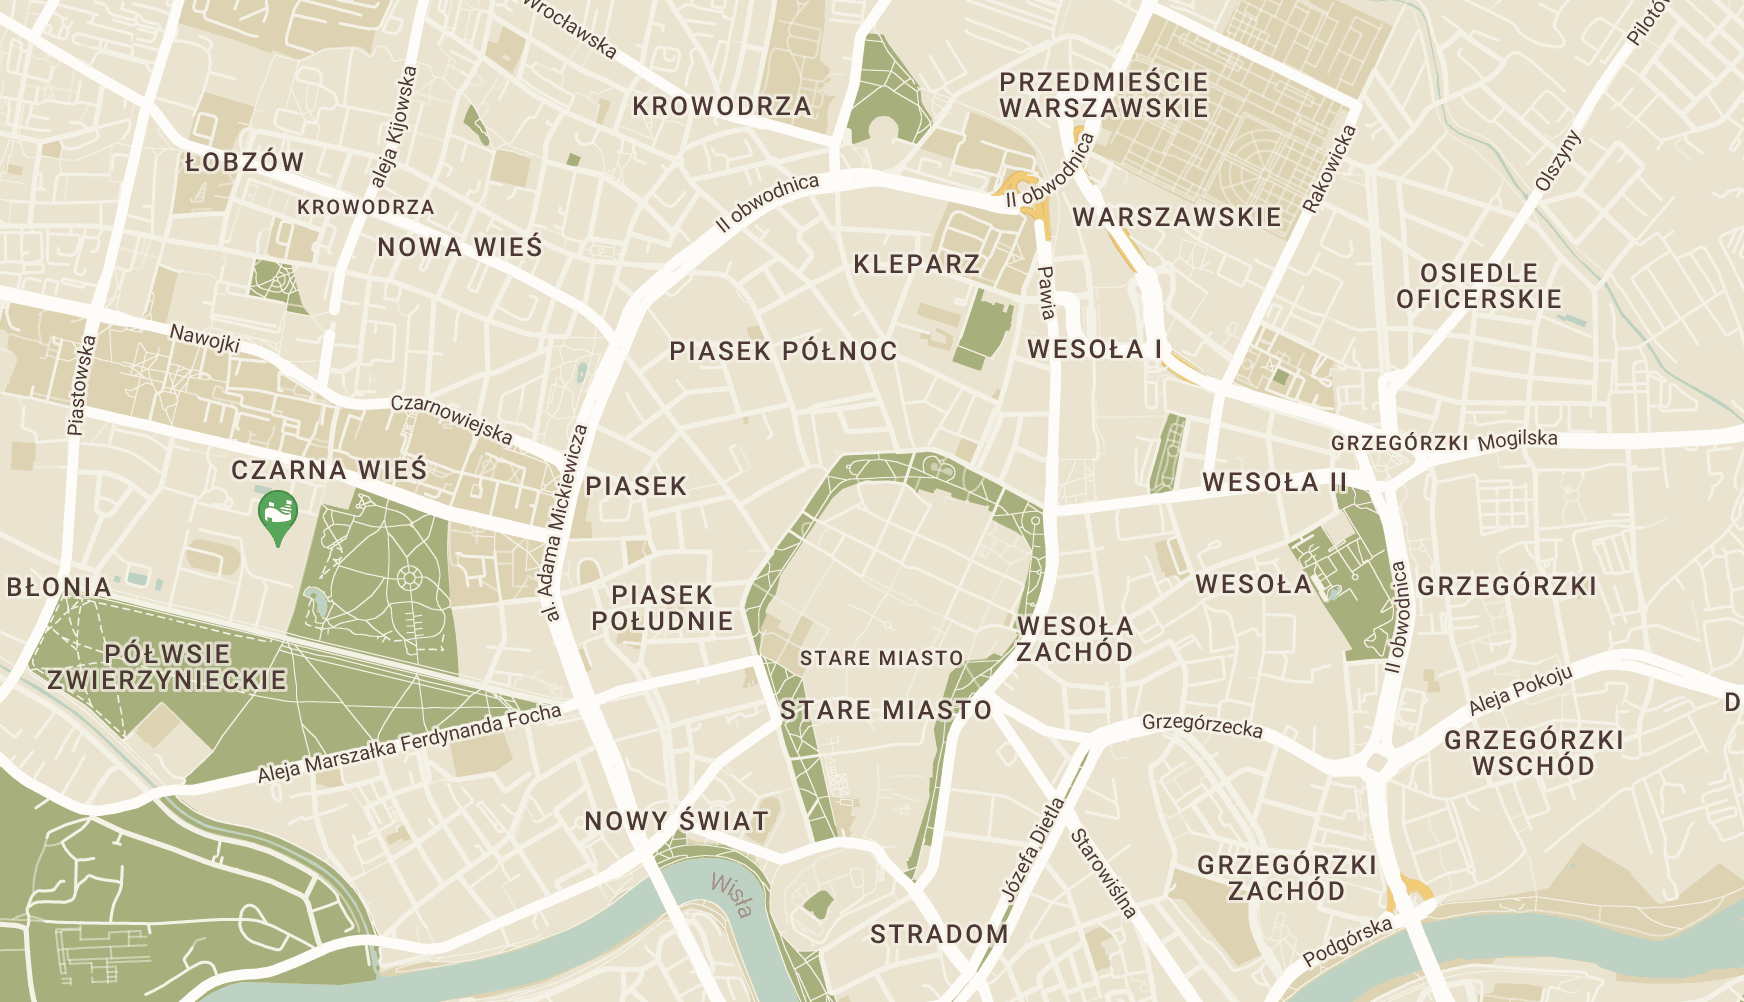 Wrocławska
Pilotów
PRZEDMIEŚCIE
WARSZAWSKIE
KROWODRZA
aleja Kijowska
ŁOBZÓW
II obwodnica
II obwodnica
Rakowicka
Olszyny
KROWODRZA
WARSZAWSKIE
NOWA WIEŚ
KLEPARZ
OSIEDLE
OFICERSKIE
Pawia
Nawojki
PIASEK PÓŁNOC
WESOŁA I
Piastowska
Czarnowiejska
GRZEGÓRZKI
Mogilska
CZARNA WIEŚ
PIASEK
WESOŁA II
al. Adama Mickiewicza
BŁONIA
PIASEK
POŁUDNIE
WESOŁA
GRZEGÓRZKI
II obwodnica
WESOŁA
ZACHÓD
PÓŁWSIE
ZWIERZYNIECKIE
STARE MIASTO
STARE MIASTO
Aleja Pokoju
D
Aleja Marszałka Ferdynanda Focha
Grzegórzecka
GRZEGÓRZKI
WSCHÓD
NOWY ŚWIAT
Józefa Dietla
Starowiślna
GRZEGÓRZKI
ZACHÓD
Wisła
STRADOM
Podgórska